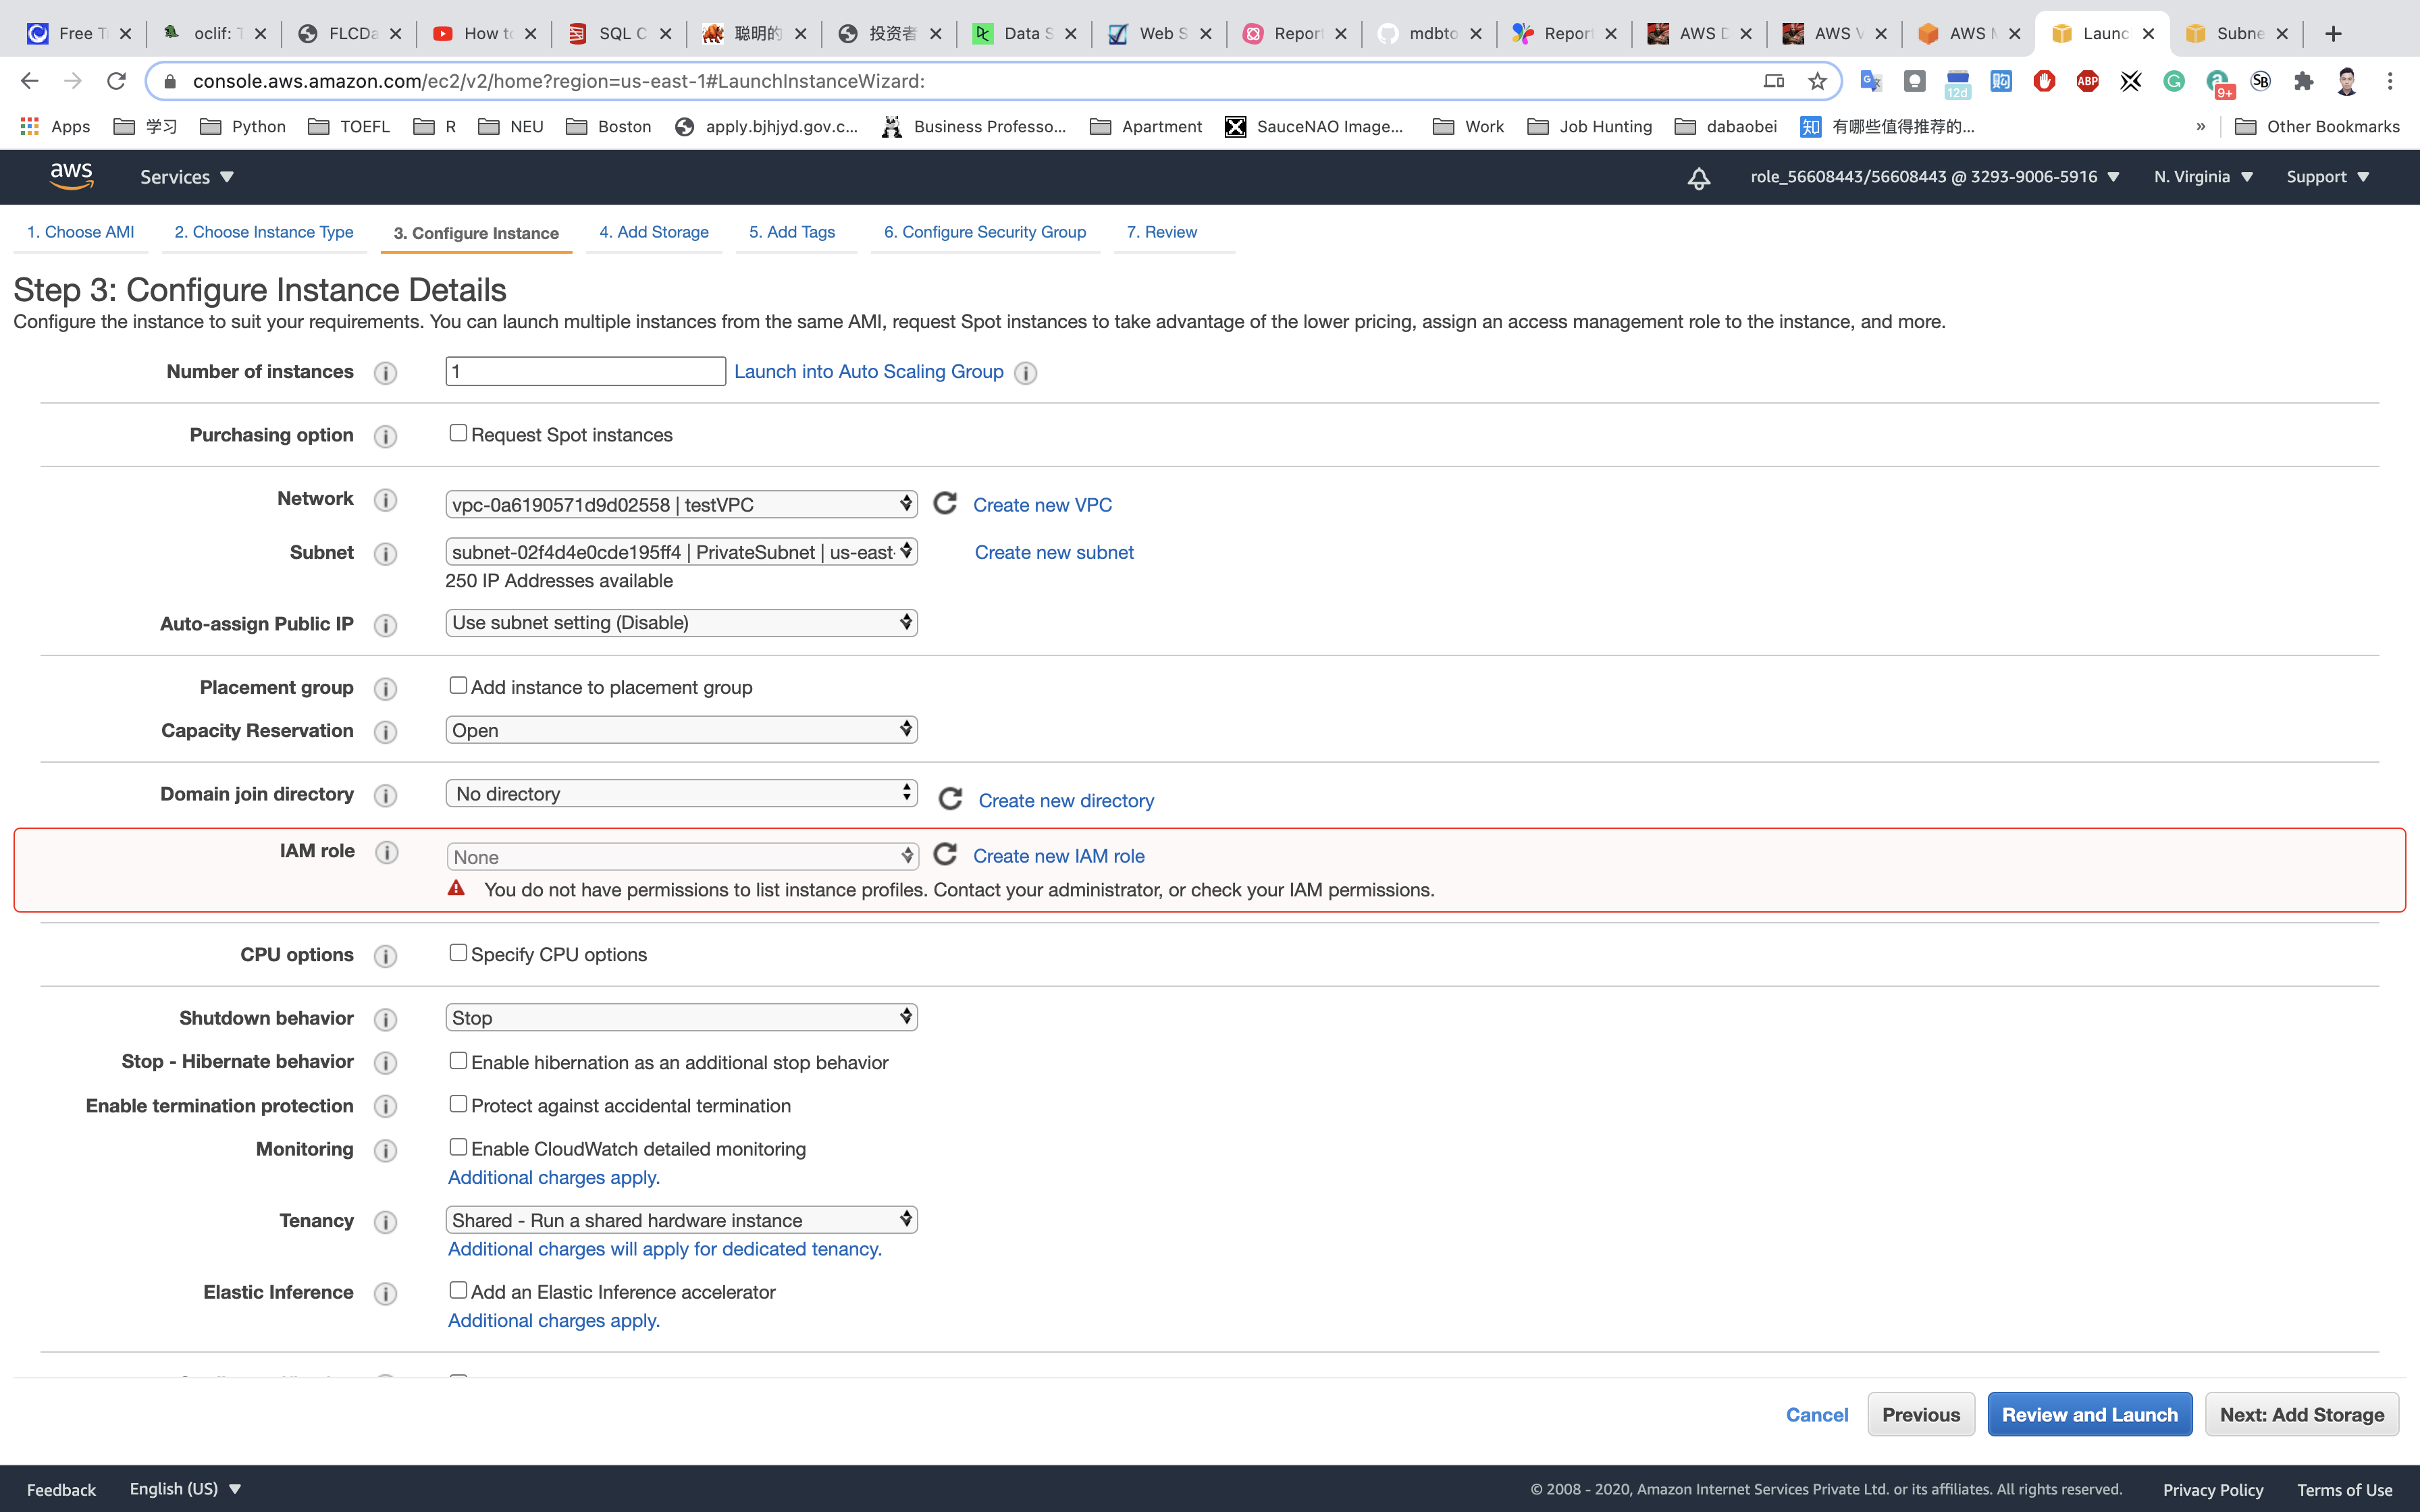 Free T oclif: T FLCDa How to SQL C 聪明的 投资者 Data S Web S Report mdbto Report AWS D AWS V AWS M Launc Subne
console.aws.amazon.com/ec2/v2/home?region=us-east-1#LaunchInstanceWizard:
12d ABP 9+ SB
Apps 学习 Python TOEFL R NEU Boston apply.bjhjyd.gov.c... Business Professo... Apartment SauceNAO Image... Work Job Hunting dabaobei 知 有哪些值得推荐的... » Other Bookmarks
aws Services role_56608443/56608443 @ 3293-9006-5916 N. Virginia Support
1. Choose AMI 2. Choose Instance Type 3. Configure Instance 4. Add Storage 5. Add Tags 6. Configure Security Group 7. Review
Step 3: Configure Instance Details
Configure the instance to suit your requirements. You can launch multiple instances from the same AMI, request Spot instances to take advantage of the lower pricing, assign an access management role to the instance, and more.
Number of instances 1 Launch into Auto Scaling Group
Purchasing option Request Spot instances
Network vpc-0a6190571d9d02558 | testVPC Create new VPC
Subnet subnet-02f4d4e0cde195ff4 | PrivateSubnet | us-east- Create new subnet
250 IP Addresses available
Auto-assign Public IP Use subnet setting (Disable)
Placement group Add instance to placement group
Capacity Reservation Open
Domain join directory No directory Create new directory
IAM role None Create new IAM role
You do not have permissions to list instance profiles. Contact your administrator, or check your IAM permissions.
CPU options Specify CPU options
Shutdown behavior Stop
Stop - Hibernate behavior Enable hibernation as an additional stop behavior
Enable termination protection Protect against accidental termination
Monitoring Enable CloudWatch detailed monitoring
Additional charges apply.
Tenancy Shared - Run a shared hardware instance
Additional charges will apply for dedicated tenancy.
Elastic Inference Add an Elastic Inference accelerator
Additional charges apply.
Cancel Previous Review and Launch Next: Add Storage
Feedback English (US) © 2008 - 2020, Amazon Internet Services Private Ltd. or its affiliates. All rights reserved. Privacy Policy Terms of Use